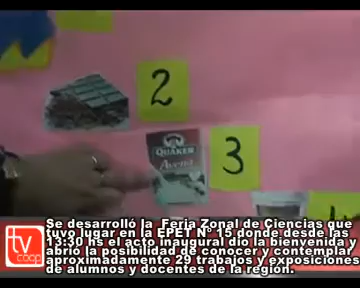 2
QUAKER
Avena
3
4
tv
coop
Se desarrolló la Feria Zonal de Ciencias que
tuvo lugar en la EPET N° 15 donde desde las
13:30 hs el acto inaugural dio la bienvenida y
abrió la posibilidad de conocer y contemplar
aproximadamente 29 trabajos y exposiciones
de alumnos y docentes de la región.